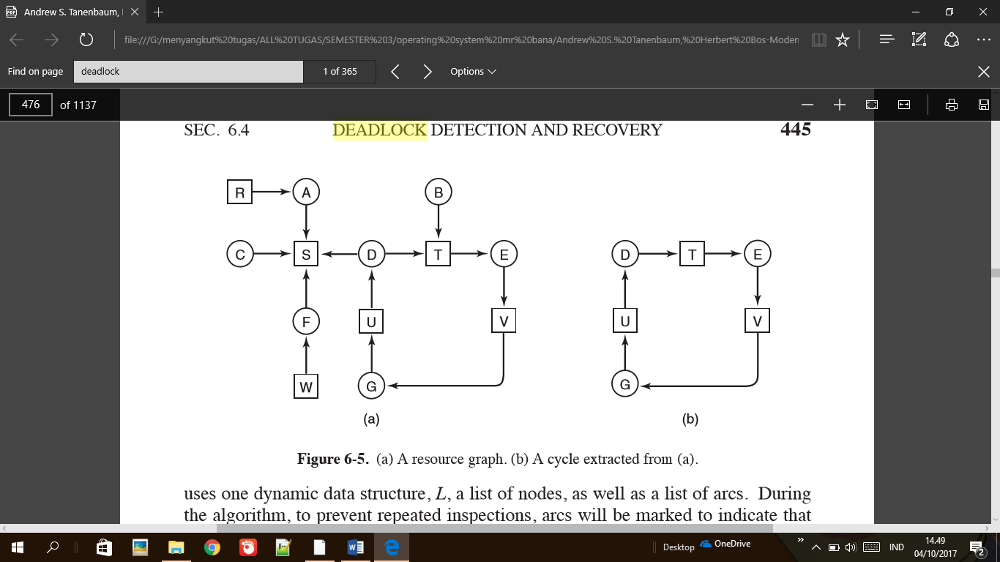 Andrew S. Tanenbaum,
file:///G:/menyangkut%20tugas/ALL%20TUGAS/SEMESTER%203/operating%20system%20mr%20bana/Andrew%20S.%20Tanenbaum,%20Herbert%20Bos-Modern
Find on page
deadlock
1 of 365
Options
476
of 1137
SEC. 6.4 DEADLOCK DETECTION AND RECOVERY 445
R A B
C S D T E D T E
F U V U V
W G G
(a) (b)
Figure 6-5. (a) A resource graph. (b) A cycle extracted from (a).
uses one dynamic data structure, L, a list of nodes, as well as a list of arcs. During
the algorithm, to prevent repeated inspections, arcs will be marked to indicate that
Desktop
OneDrive
IND
14.49
04/10/2017
2